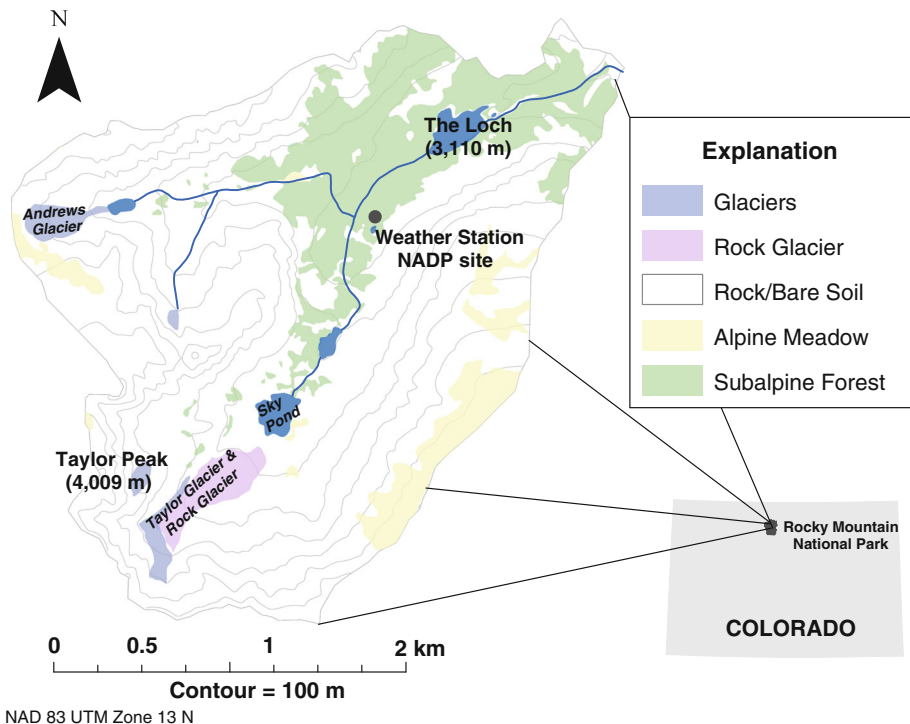 N
The Loch
(3,110 m)
Andrews
Glacier
Weather Station
NADP site
Sky
Pond
Taylor Peak
(4,009 m)
Taylor Glacier &
Rock Glacier
Explanation
Glaciers
Rock Glacier
Rock/Bare Soil
Alpine Meadow
Subalpine Forest
Rocky Mountain
National Park
COLORADO
0 0.5 1 2 km
Contour = 100 m
NAD 83 UTM Zone 13 N